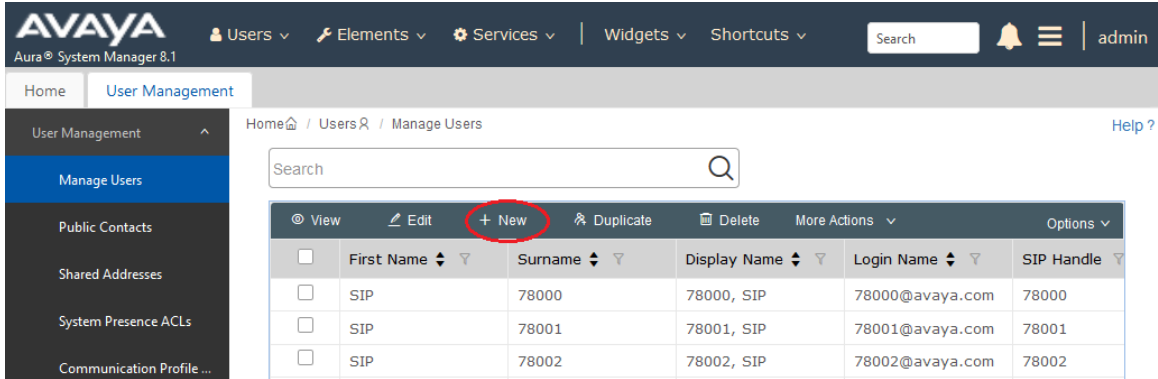 AVAYA
Aura® System Manager 8.1
Users Elements Services | Widgets Shortcuts Search admin
Home User Management
User Management
Home / Users / Manage Users Help ?
Manage Users
Search
Public Contacts
View Edit + New Duplicate Delete More Actions Options
Shared Addresses
First Name Surname Display Name Login Name SIP Handle
SIP 78000 78000, SIP 78000@avaya.com 78000
System Presence ACLs
SIP 78001 78001, SIP 78001@avaya.com 78001
Communication Profile ...
SIP 78002 78002, SIP 78002@avaya.com 78002